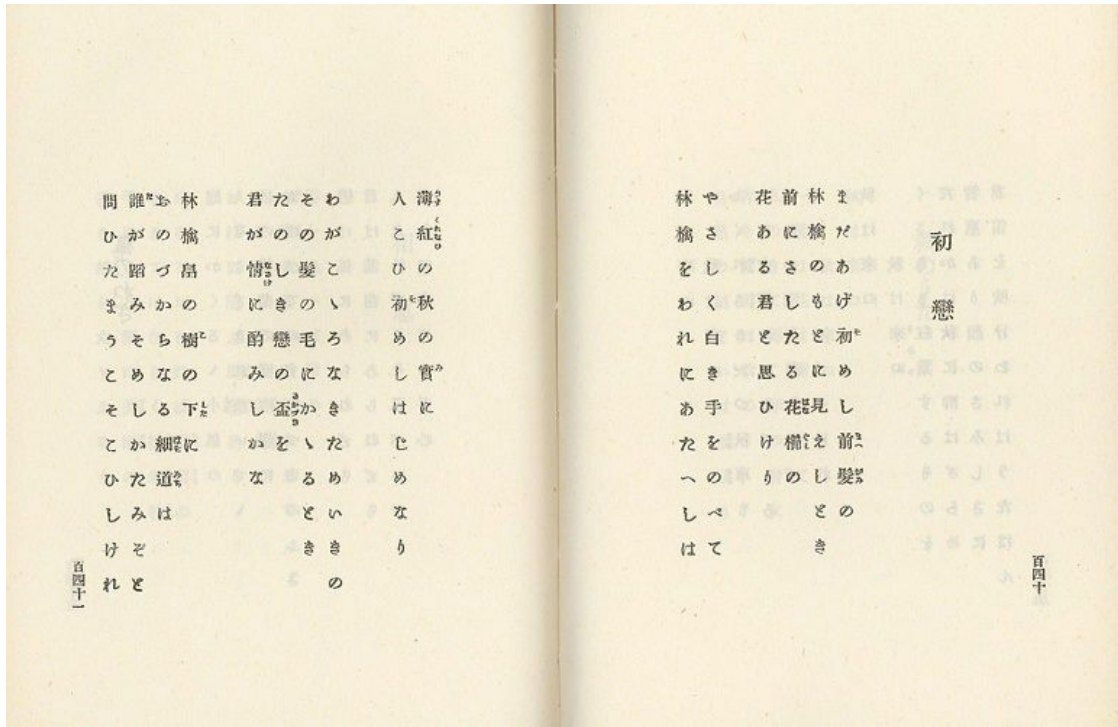 初戀
まだあげ初めし前髮の
林檎のもとに見えしとき
前にさしたる花櫛の
花ある君と思ひけり
やさしく白き手をのべて
林檎をわれにあたへしは
百四十
薄紅の秋の實に
人こひ初めしはじめなり
わがこゝろなきためいきの
その髮の毛にかゝるとき
たのしき戀の盃を
君が情に酌みしかな
林檎畠の樹の下に
おのづからなる細道は
誰が踏みそめしかたみぞと
問ひたまうこそこひしけれ
百四十一